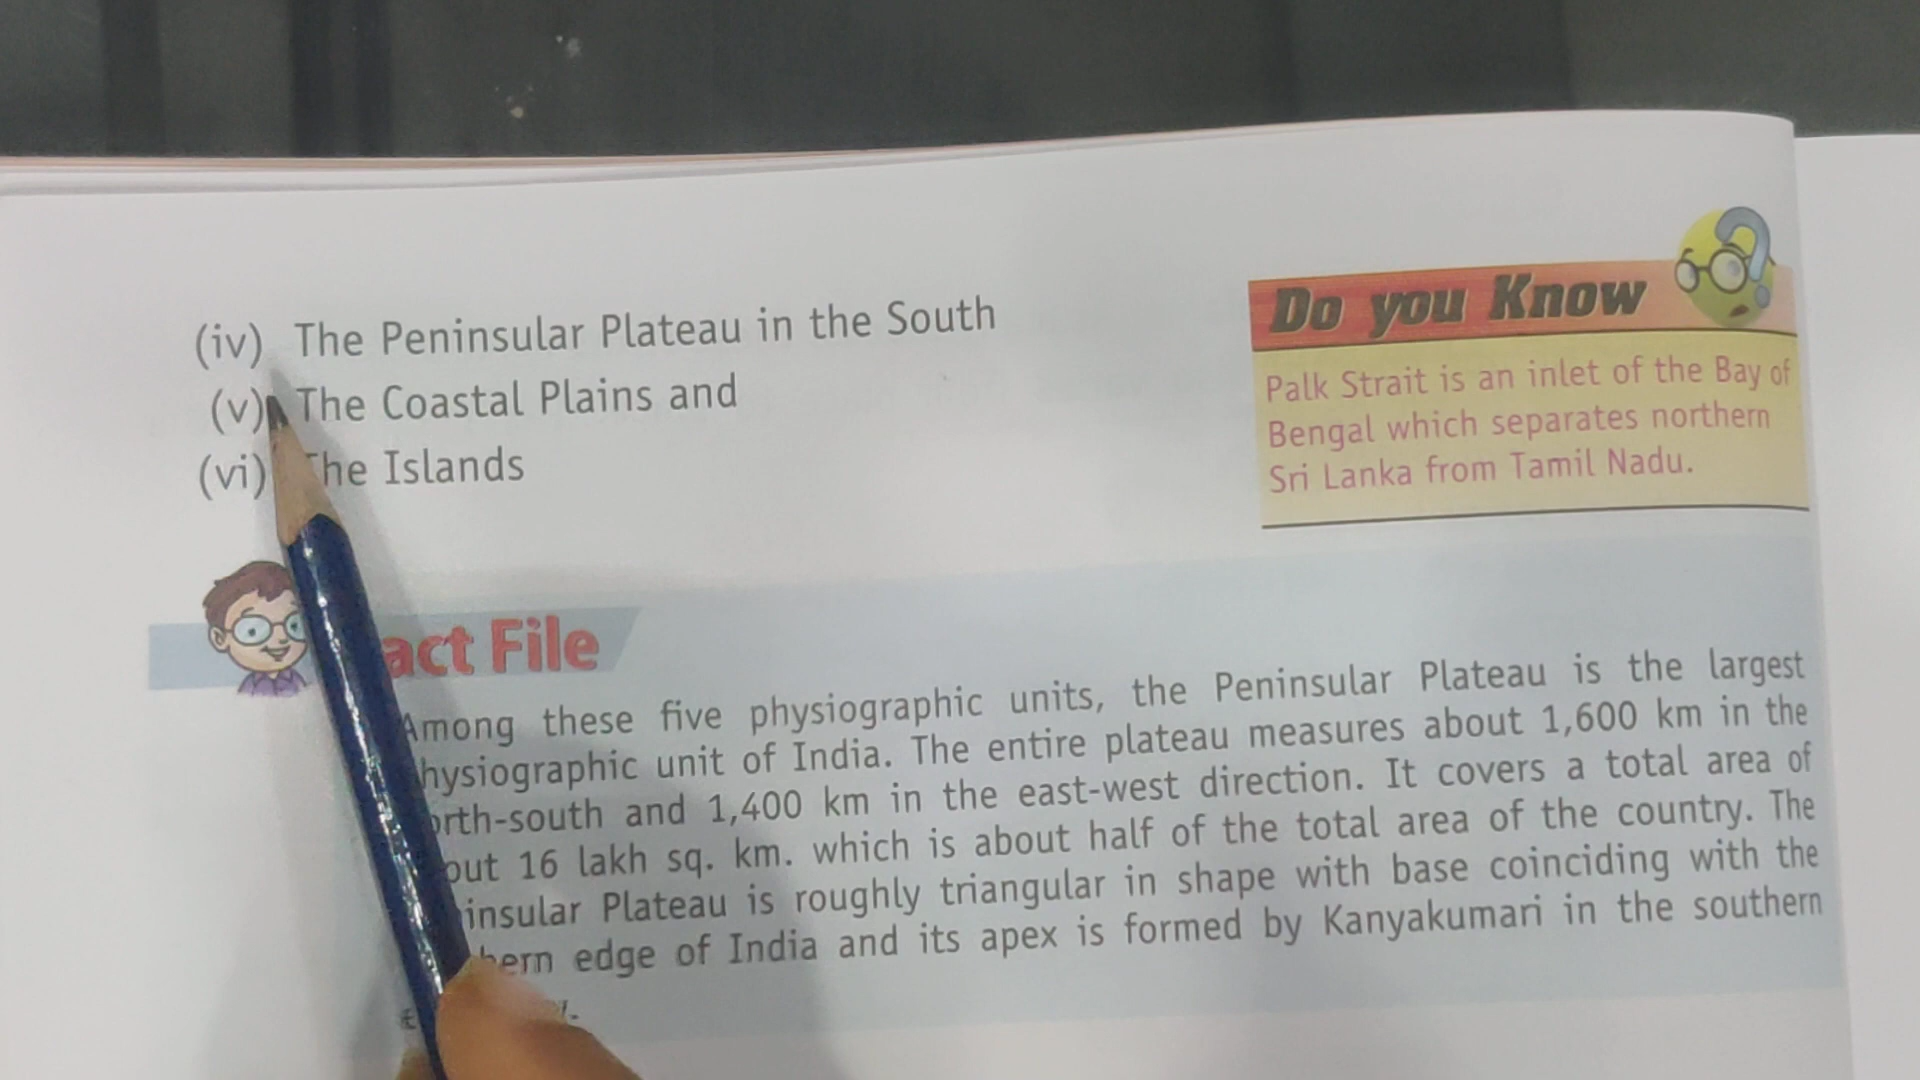 (iv) The Peninsular Plateau in the South
(v) The Coastal Plains and
(vi) The Islands
Do you Know
Palk Strait is an inlet of the Bay of
Bengal which separates northern
Sri Lanka from Tamil Nadu.
act File
Among these five physiographic units, the Peninsular Plateau is the largest
hysiographic unit of India. The entire plateau measures about 1,600 km in the
orth-south and 1,400 km in the east-west direction. It covers a total area of
out 16 lakh sq. km. which is about half of the total area of the country. The
insular Plateau is roughly triangular in shape with base coinciding with the
hern edge of India and its apex is formed by Kanyakumari in the southern